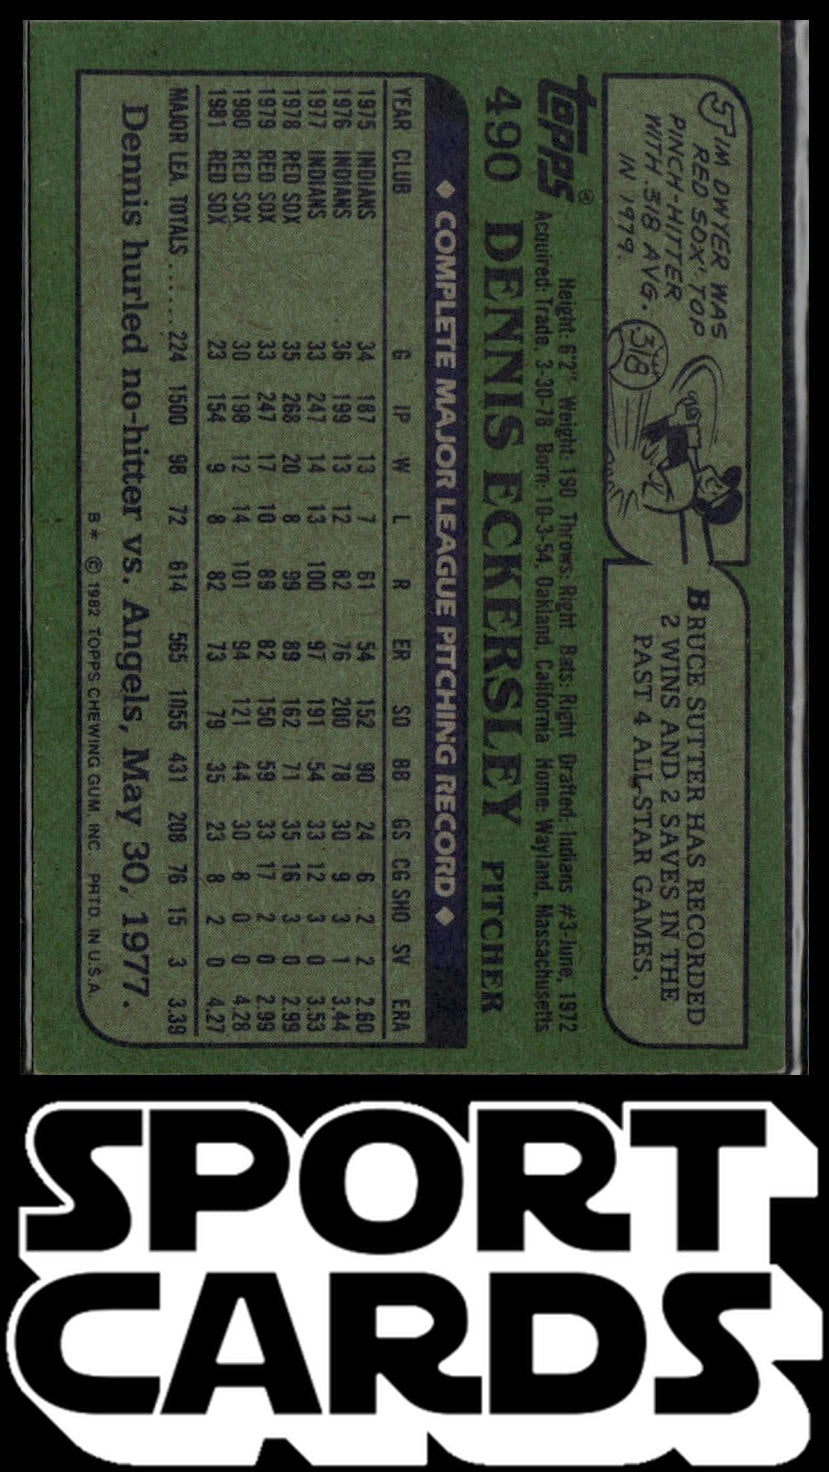 JIM DWYER WAS
RED SOX' TOP
PINCH-HITTER
WITH .318 AVG.
IN 1979.
318
BRUCE SUTTER HAS RECORDED
2 WINS AND 2 SAVES IN THE
PAST 4 ALL-STAR GAMES.
topps®
Height: 6'2" Weight: 190 Throws: Right Bats: Right Drafted: Indians #3-June, 1972
Acquired: Trade, 3-30-78 Born: 10-3-54, Oakland, California Home: Wayland, Massachusetts
490 DENNIS ECKERSLEY PITCHER
◆ COMPLETE MAJOR LEAGUE PITCHING RECORD ◆
YEAR CLUB G IP W L R ER SO BB GS CG SHO SV ERA
1975 INDIANS 34 187 13 7 61 54 152 90 24 6 2 2 2.60
1976 INDIANS 36 199 13 12 82 76 200 78 30 9 3 1 3.44
1977 INDIANS 33 247 14 13 100 97 191 54 33 12 3 0 3.53
1978 RED SOX 35 268 20 8 99 89 162 71 35 16 3 0 2.99
1979 RED SOX 33 247 17 10 89 82 150 59 33 17 2 0 2.99
1980 RED SOX 30 198 12 14 101 94 121 44 30 8 0 0 4.28
1981 RED SOX 23 154 9 8 82 73 79 35 23 8 2 0 4.27
MAJOR LEA. TOTALS ...... 224 1500 98 72 614 565 1055 431 208 76 15 3 3.39
Dennis hurled no-hitter vs. Angels, May 30, 1977.
B* © 1982 TOPPS CHEWING GUM, INC. PRTD. IN U.S.A.
SPORT
CARDS